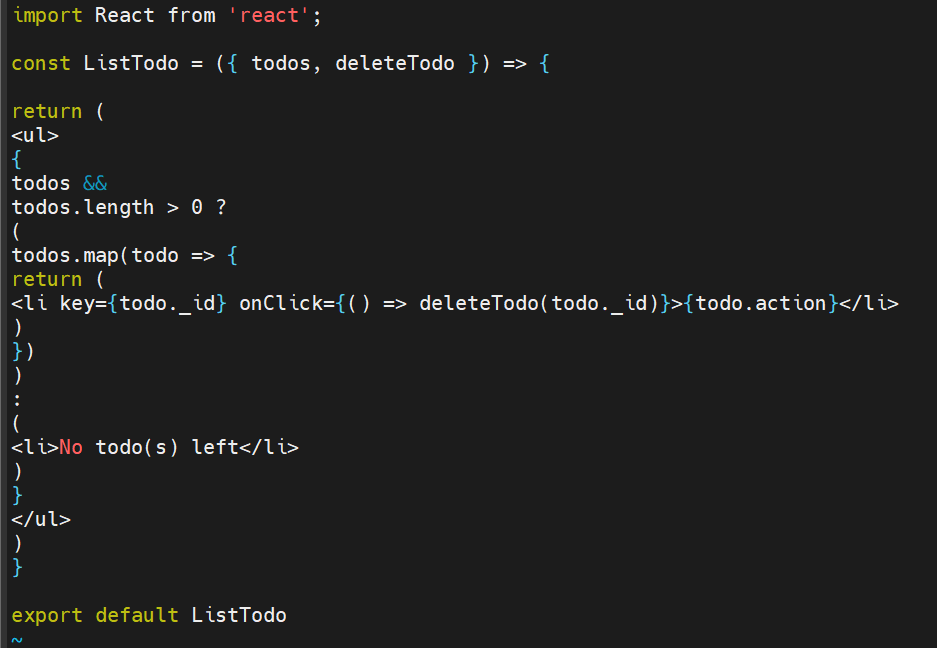 import React from 'react';
const ListTodo = ({ todos, deleteTodo }) => {
return (
<ul>
{
todos &&
todos.length > 0 ?
(
todos.map(todo => {
return (
<li key={todo._id} onClick={() => deleteTodo(todo._id)}>{todo.action}</li>
)
})
)
:
(
<li>No todo(s) left</li>
)
}
</ul>
)
}
export default ListTodo
~